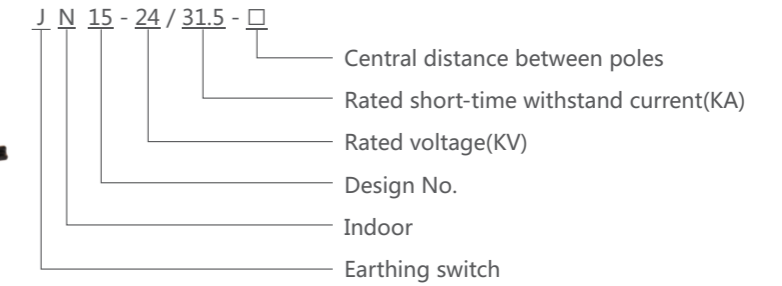 J N 15 - 24 / 31.5 - □
Central distance between poles
Rated short-time withstand current(KA)
Rated voltage(KV)
Design No.
Indoor
Earthing switch